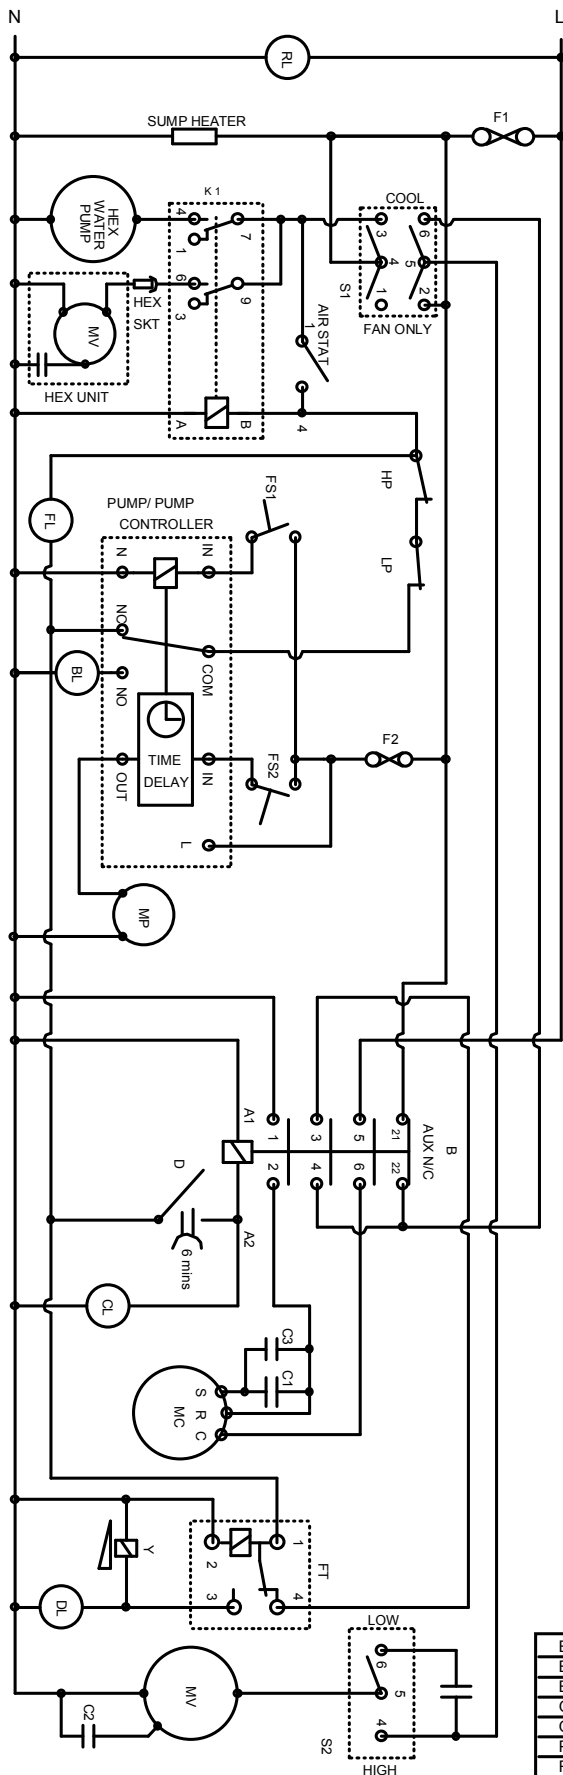 N
L
RL
SUMP HEATER
F1
HEX
WATER
PUMP
K 1
4
1
7
6
3
9
COOL
3
6
4
5
1
2
S1
FAN ONLY
HEX
SKT
MV
HEX UNIT
AIR STAT
1
4
A
B
HP
LP
FL
PUMP/ PUMP
CONTROLLER
FS1
N
IN
NC
COM
BL
NO
TIME
DELAY
OUT
IN
FS2
F2
L
MP
A1
1
3
5
21
2
4
6
22
AUX N/C
B
D
A2
6 mins
CL
C3
C1
S
R
C
MC
Y
2
1
FT
3
4
DL
LOW
6
5
4
S2
HIGH
MV
C2